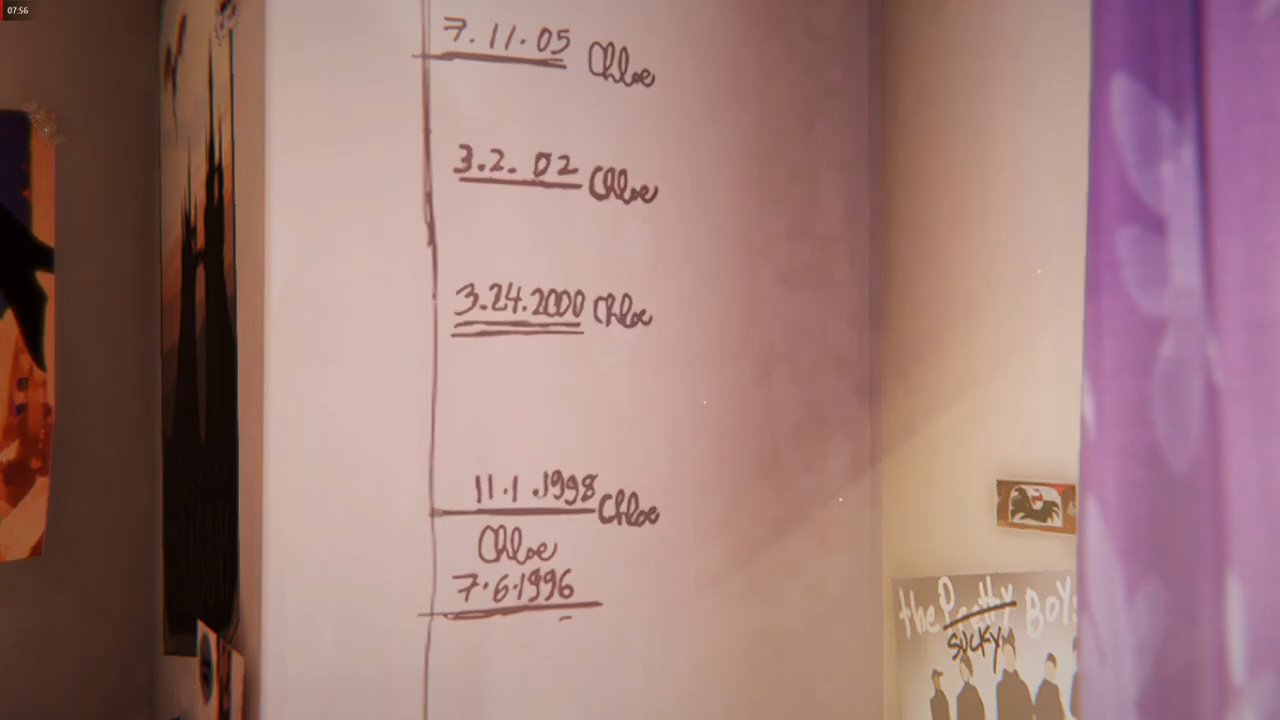 07:56
7.11.05 Chloe
3.2.02 Chloe
3.24.2000 Chloe
11.1.1998 Chloe
Chloe
7.6.1996
the Pretty BOYS
SUCKY